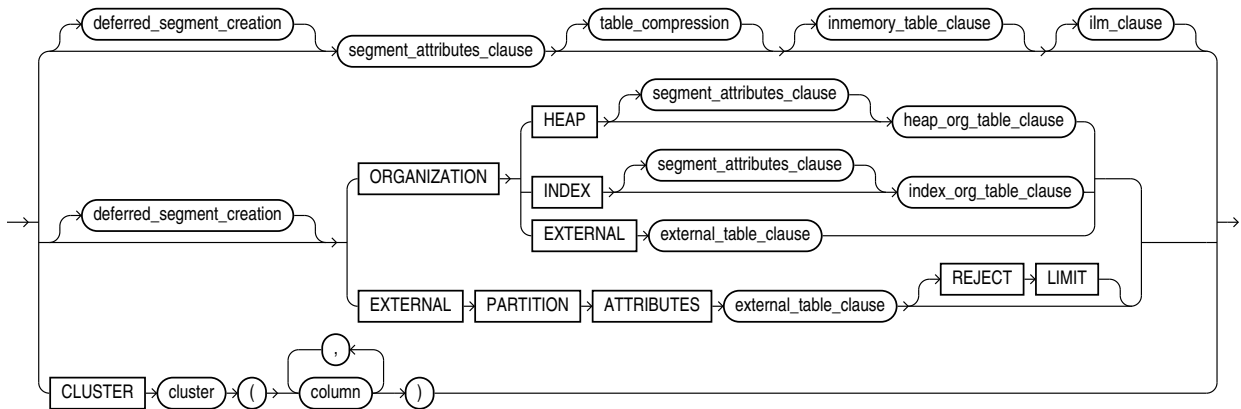 deferred_segment_creation segment_attributes_clause table_compression inmemory_table_clause ilm_clause
deferred_segment_creation
ORGANIZATION
HEAP segment_attributes_clause heap_org_table_clause
INDEX segment_attributes_clause index_org_table_clause
EXTERNAL external_table_clause
EXTERNAL PARTITION ATTRIBUTES external_table_clause REJECT LIMIT
,
CLUSTER cluster ( column )